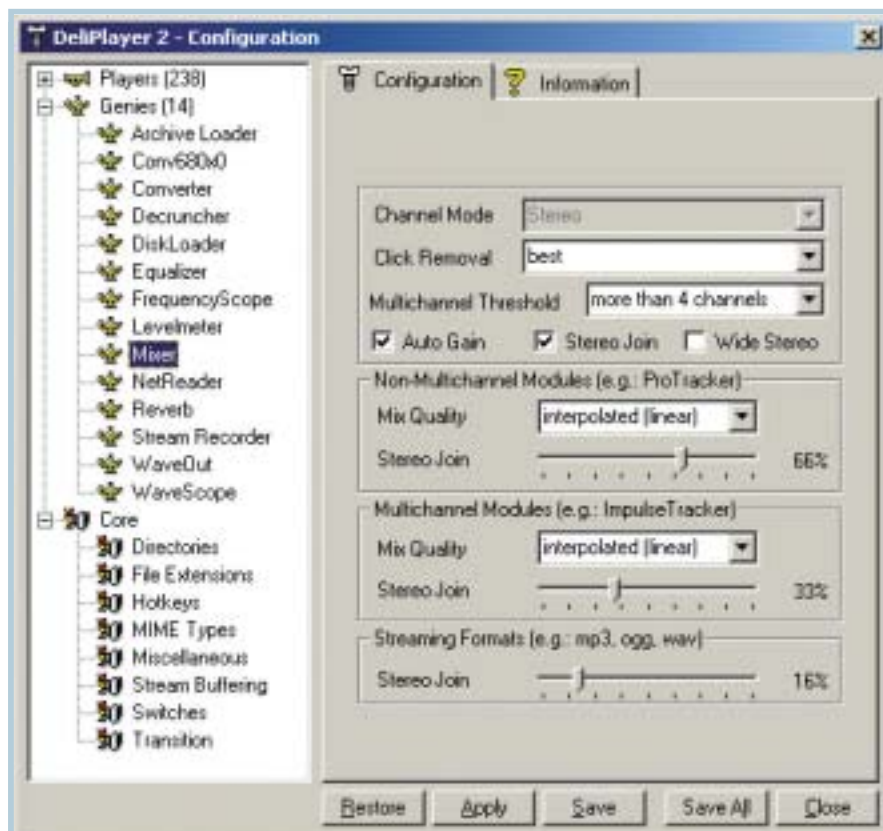 DeliPlayer 2 - Configuration
Players (238)
Genies (14)
Archive Loader
Conv680x0
Converter
Decruncher
DiskLoader
Equalizer
FrequencyScope
Levelmeter
Mixer
NetReader
Reverb
Stream Recorder
WaveOut
WaveScope
Core
Directories
File Extensions
Hotkeys
MIME Types
Miscellaneous
Stream Buffering
Switches
Transition
Configuration
Information
Channel Mode Stereo
Click Removal best
Multichannel Threshold more than 4 channels
Auto Gain Stereo Join Wide Stereo
Non-Multichannel Modules (e.g.: ProTracker)
Mix Quality interpolated (linear)
Stereo Join 66%
Multichannel Modules (e.g.: ImpulseTracker)
Mix Quality interpolated (linear)
Stereo Join 33%
Streaming Formats (e.g.: mp3, ogg, wav)
Stereo Join 16%
Restore Apply Save Save All Close